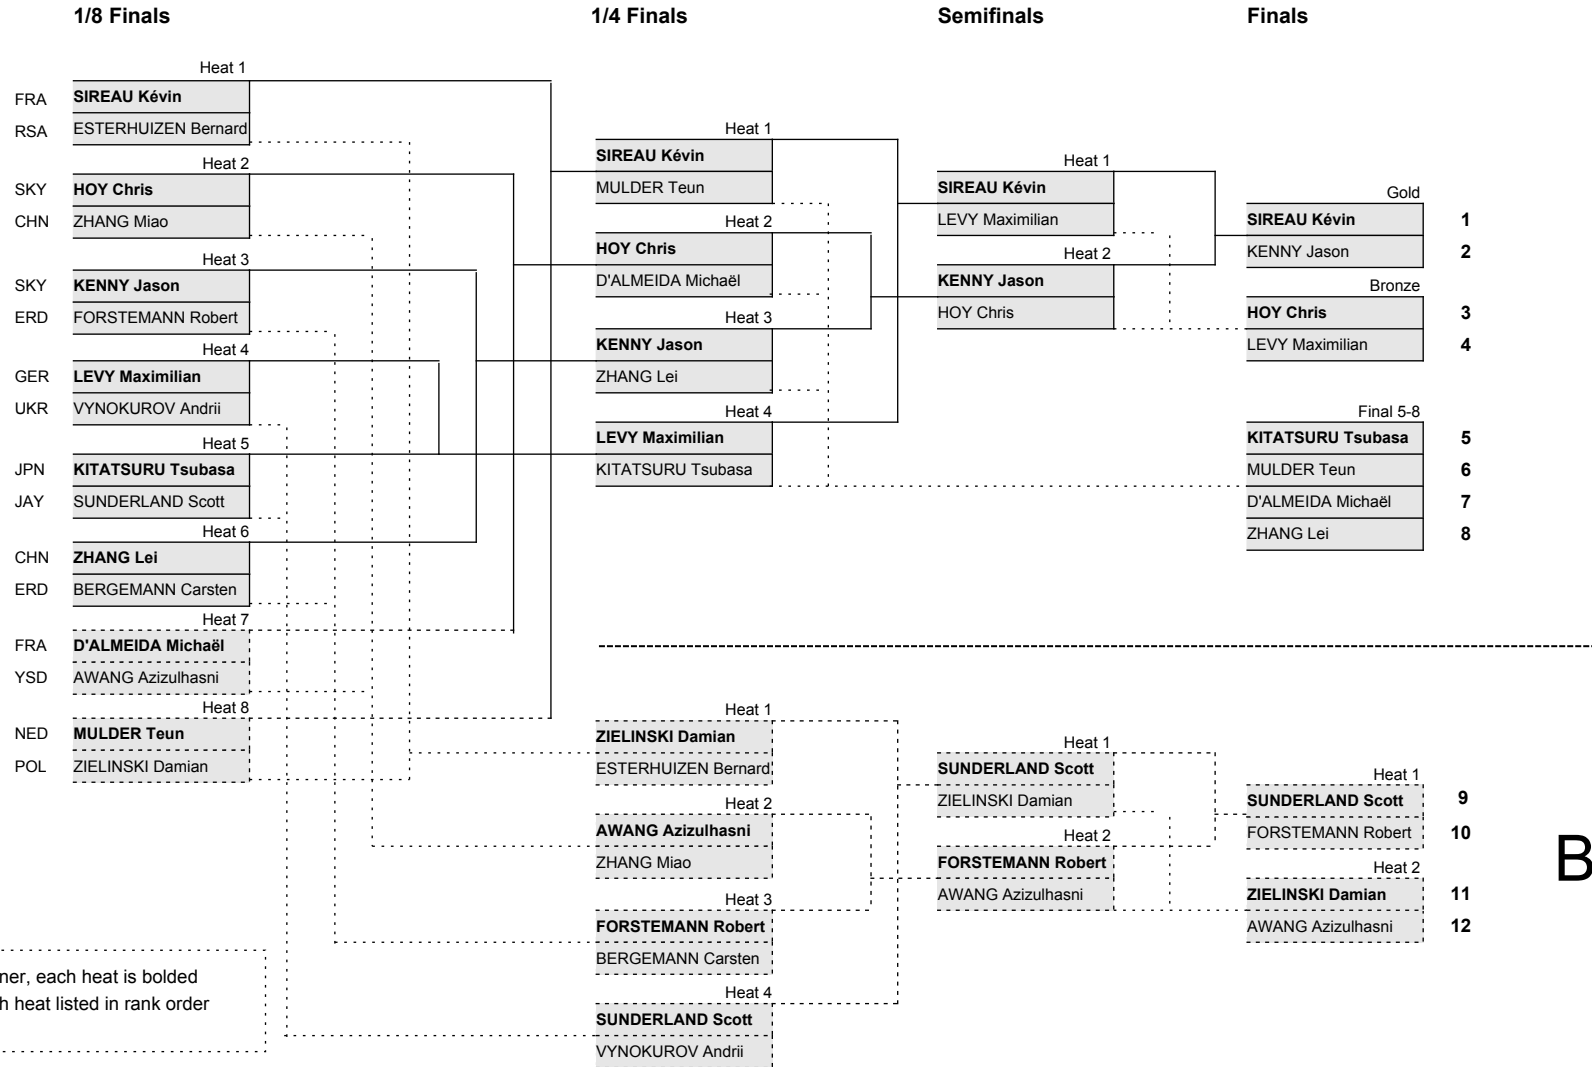 1/8 Finals
1/4 Finals
Semifinals
Finals
Heat 1
FRA SIREAU Kévin
RSA ESTERHUIZEN Bernard
Heat 2
SKY HOY Chris
CHN ZHANG Miao
Heat 3
SKY KENNY Jason
ERD FORSTEMANN Robert
Heat 4
GER LEVY Maximilian
UKR VYNOKUROV Andrii
Heat 5
JPN KITATSURU Tsubasa
JAY SUNDERLAND Scott
Heat 6
CHN ZHANG Lei
ERD BERGEMANN Carsten
Heat 7
FRA D'ALMEIDA Michaël
YSD AWANG Azizulhasni
Heat 8
NED MULDER Teun
POL ZIELINSKI Damian
Heat 1
SIREAU Kévin
MULDER Teun
Heat 2
HOY Chris
D'ALMEIDA Michaël
Heat 3
KENNY Jason
ZHANG Lei
Heat 4
LEVY Maximilian
KITATSURU Tsubasa
Heat 1
SIREAU Kévin
LEVY Maximilian
Heat 2
KENNY Jason
HOY Chris
Gold
SIREAU Kévin 1
KENNY Jason 2
Bronze
HOY Chris 3
LEVY Maximilian 4
Final 5-8
KITATSURU Tsubasa 5
MULDER Teun 6
D'ALMEIDA Michaël 7
ZHANG Lei 8
Heat 1
ZIELINSKI Damian
ESTERHUIZEN Bernard
Heat 2
AWANG Azizulhasni
ZHANG Miao
Heat 3
FORSTEMANN Robert
BERGEMANN Carsten
Heat 4
SUNDERLAND Scott
VYNOKUROV Andrii
Heat 1
SUNDERLAND Scott
ZIELINSKI Damian
Heat 2
FORSTEMANN Robert
AWANG Azizulhasni
Heat 1
SUNDERLAND Scott 9
FORSTEMANN Robert 10
Heat 2
ZIELINSKI Damian 11
AWANG Azizulhasni 12
B
ner, each heat is bolded
h heat listed in rank order